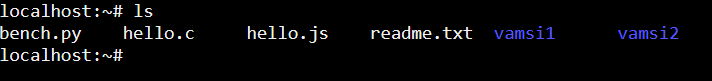 localhost:~# ls
bench.py hello.c hello.js readme.txt vamsi1 vamsi2
localhost:~#